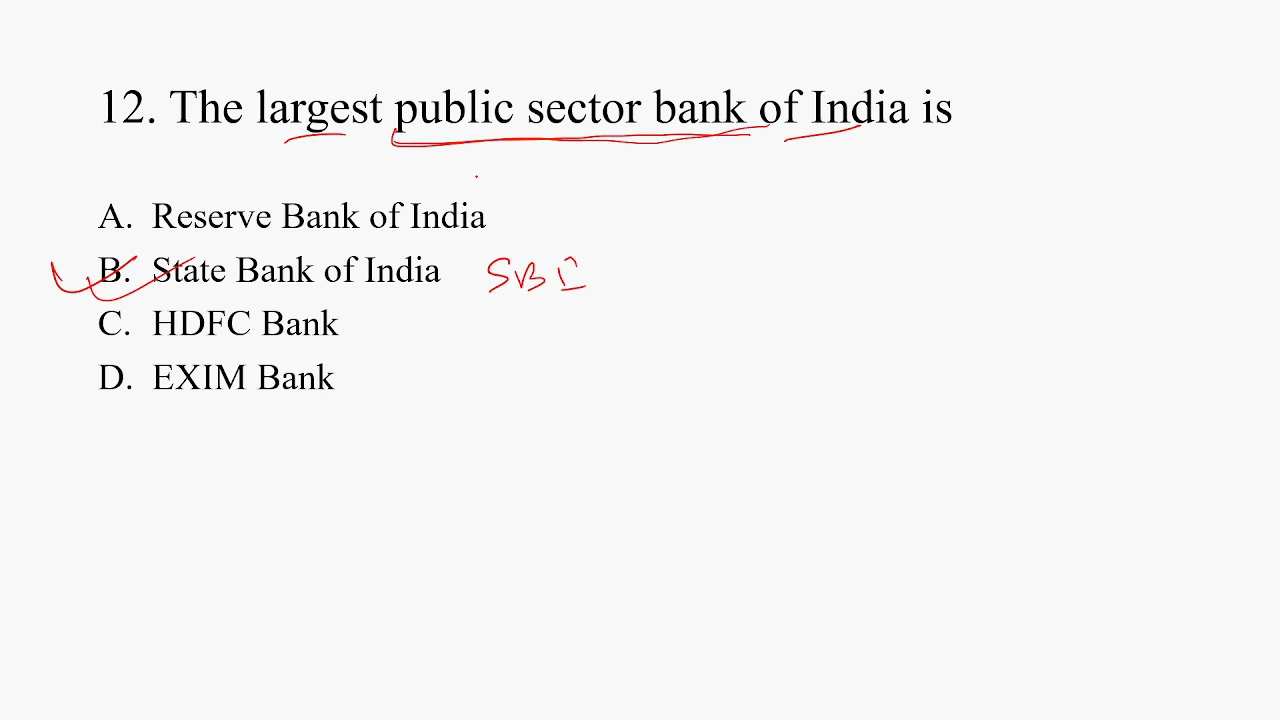 12. The largest public sector bank of India is
A. Reserve Bank of India
B. State Bank of India SBI
C. HDFC Bank
D. EXIM Bank